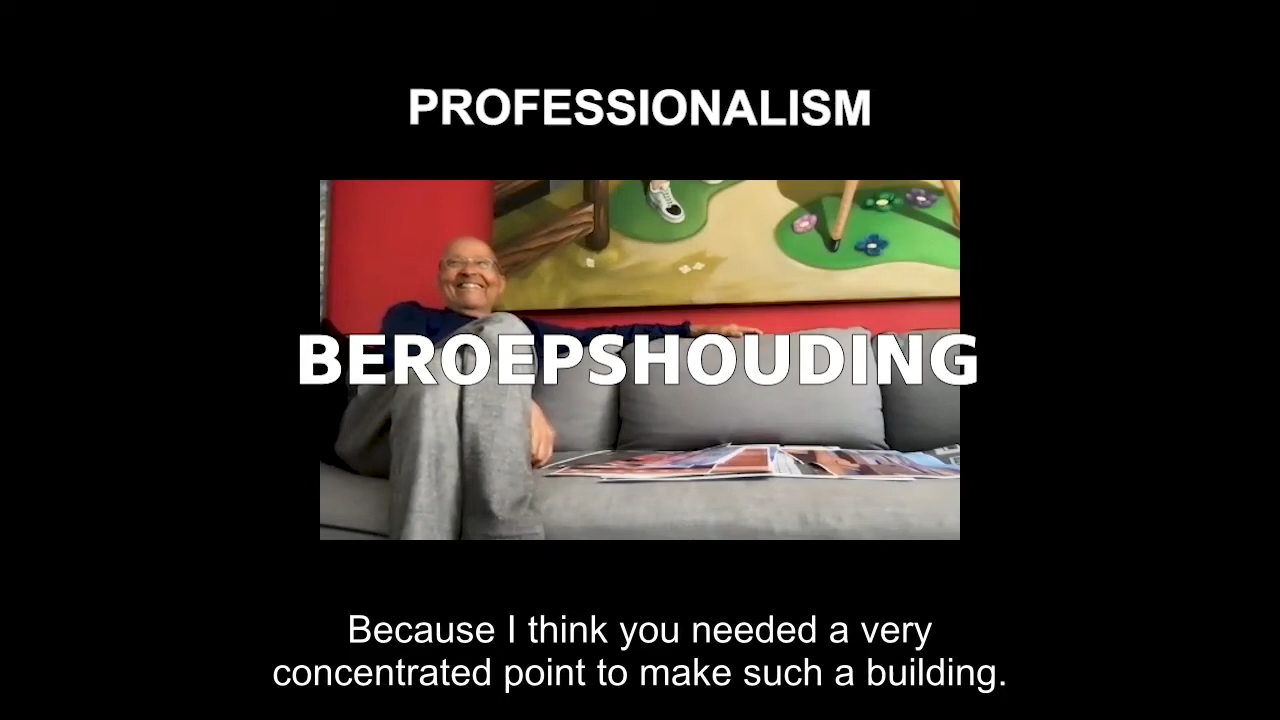 PROFESSIONALISM
BEROEPSHOUDING
Because I think you needed a very
concentrated point to make such a building.